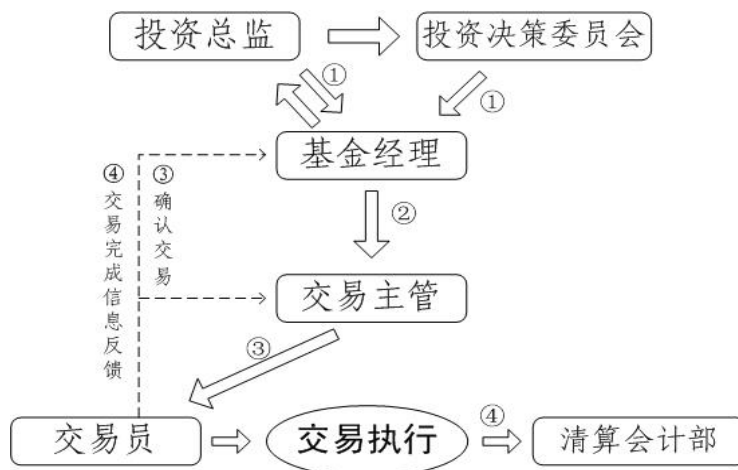 投资总监
投资决策委员会
①
①
基金经理
④交易完成信息反馈
③确认交易
②
交易主管
③
交易员
交易执行
④
清算会计部